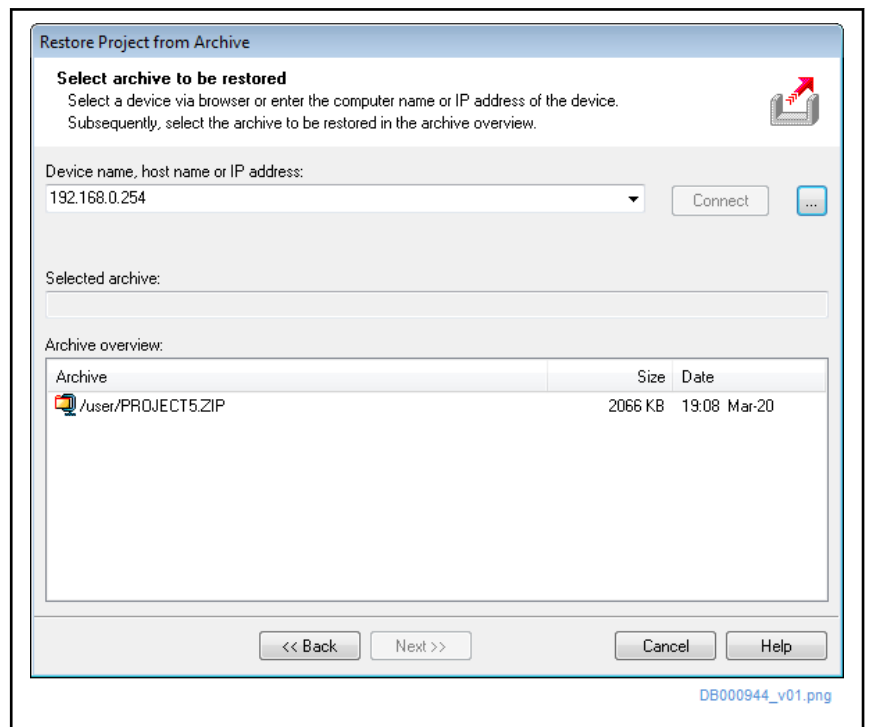 Restore Project from Archive
Select archive to be restored
Select a device via browser or enter the computer name or IP address of the device.
Subsequently, select the archive to be restored in the archive overview.
Device name, host name or IP address:
192.168.0.254
Connect
...
Selected archive:
Archive overview:
Archive Size Date
/user/PROJECT5.ZIP 2066 KB 19:08 Mar-20
<< Back Next >> Cancel Help
DB000944_v01.png